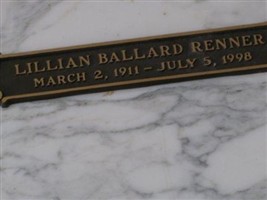 LILLIAN BALLARD RENNER
MARCH 2, 1911 – JULY 5, 1998